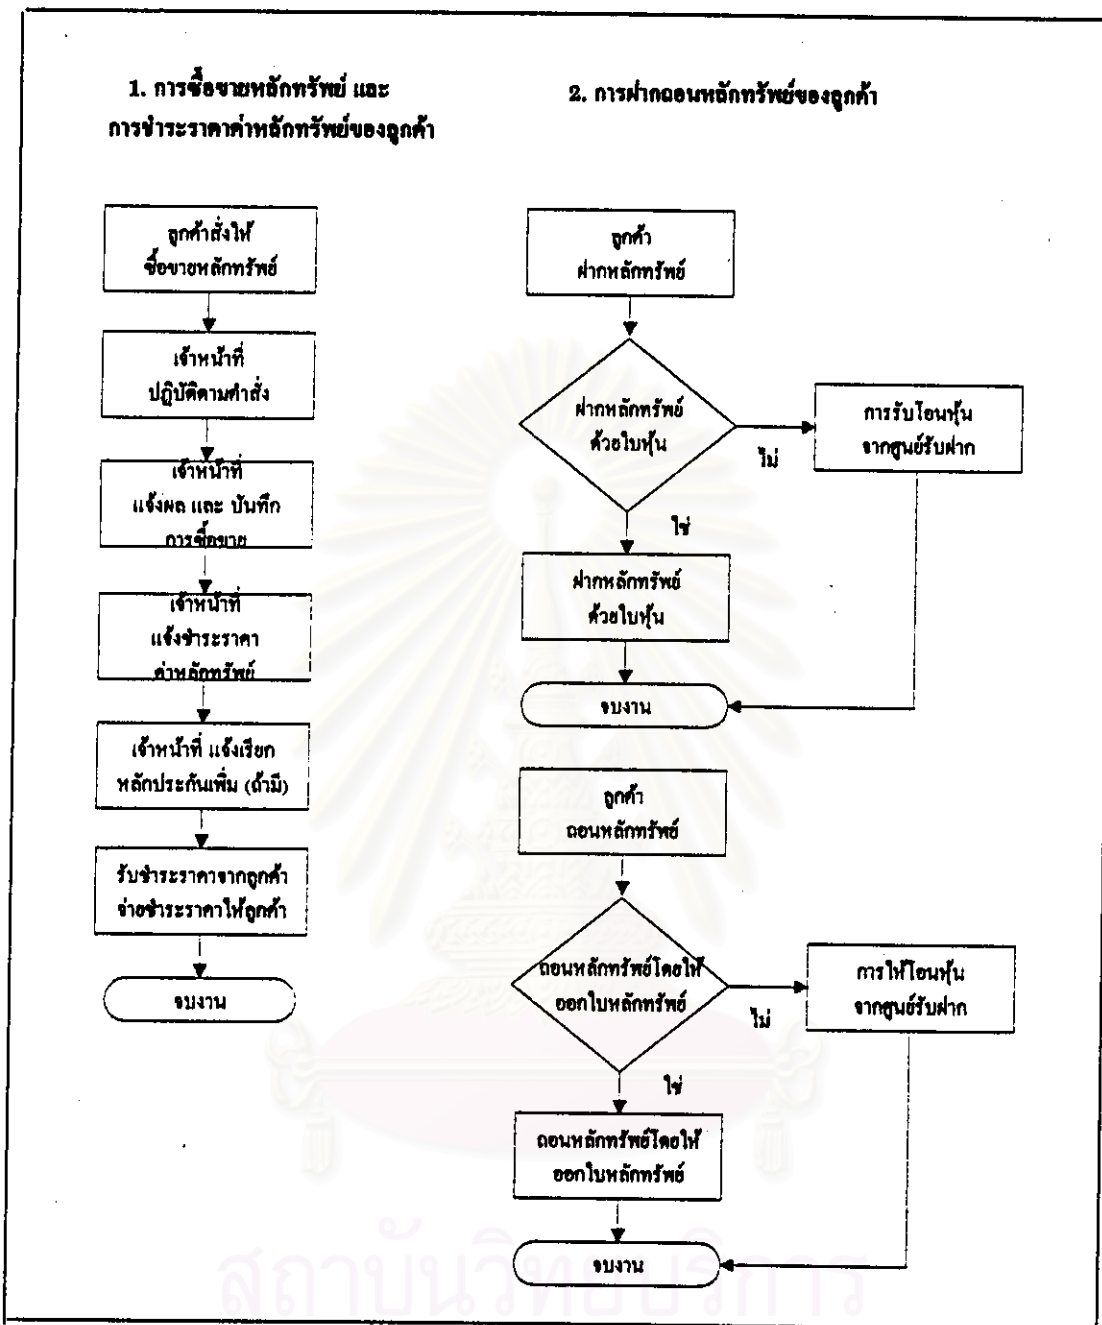 1. การซื้อขายหลักทรัพย์ และ
การชำระราคาค่าหลักทรัพย์ของลูกค้า
ลูกค้าสั่งให้
ซื้อขายหลักทรัพย์
เจ้าหน้าที่
ปฏิบัติตามคำสั่ง
เจ้าหน้าที่
แจ้งผล และ บันทึก
การซื้อขาย
เจ้าหน้าที่
แจ้งชำระราคา
ค่าหลักทรัพย์
เจ้าหน้าที่ แจ้งเรียก
หลักประกันเพิ่ม (ถ้ามี)
รับชำระราคาจากลูกค้า
จ่ายชำระราคาให้ลูกค้า
จบงาน
2. การฝากถอนหลักทรัพย์ของลูกค้า
ลูกค้า
ฝากหลักทรัพย์
ฝากหลักทรัพย์
ด้วยใบหุ้น
ไม่
การรับโอนหุ้น
จากศูนย์รับฝาก
ใช่
ฝากหลักทรัพย์
ด้วยใบหุ้น
จบงาน
ลูกค้า
ถอนหลักทรัพย์
ถอนหลักทรัพย์โดยให้
ออกใบหลักทรัพย์
ไม่
การให้โอนหุ้น
จากศูนย์รับฝาก
ใช่
ถอนหลักทรัพย์โดยให้
ออกใบหลักทรัพย์
จบงาน
สถาบันวิทยบริการ